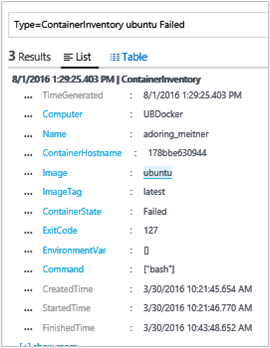 Type=ContainerInventory ubuntu Failed
3 Results List Table
8/1/2016 1:29:25.403 PM | ContainerInventory
... TimeGenerated : 8/1/2016 1:29:25.403 PM
... Computer : UBDocker
... Name : adoring_meitner
... ContainerHostname : 178bbe630944
... Image : ubuntu
... ImageTag : latest
... ContainerState : Failed
... ExitCode : 127
... EnvironmentVar : []
... Command : ["bash"]
... CreatedTime : 3/30/2016 10:21:45.654 AM
... StartedTime : 3/30/2016 10:21:46.770 AM
... FinishedTime : 3/30/2016 10:43:48.652 AM
[+] show more